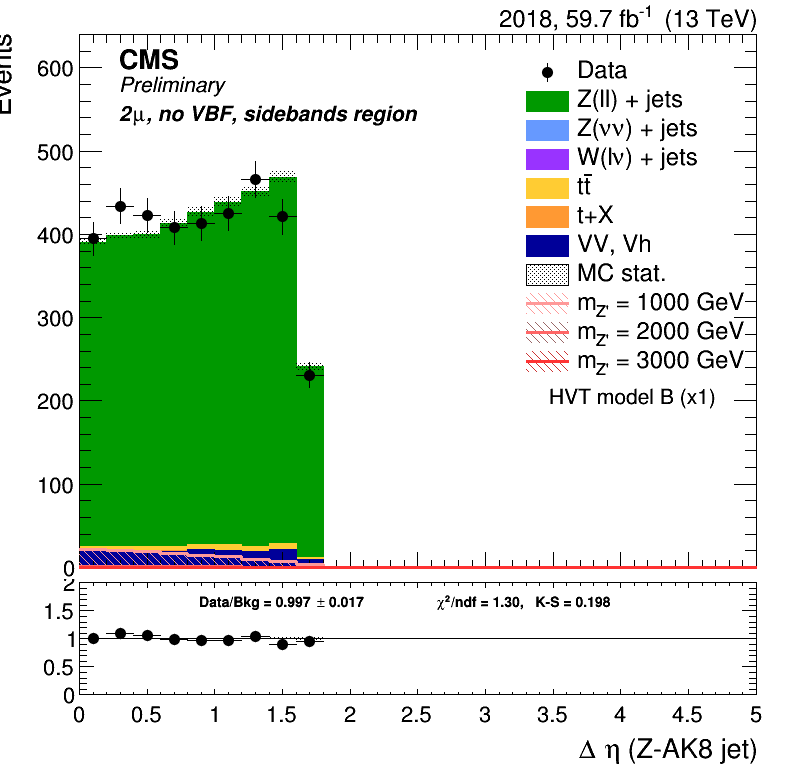 2018, 59.7 fb⁻¹ (13 TeV)
Events
CMS
Preliminary
2μ, no VBF, sidebands region
Data
Z(ll) + jets
Z(νν) + jets
W(lν) + jets
tt̄
t+X
VV, Vh
MC stat.
m_Z' = 1000 GeV
m_Z' = 2000 GeV
m_Z' = 3000 GeV
HVT model B (x1)
600
500
400
300
200
100
0
Data/Bkg = 0.997 ± 0.017 χ²/ndf = 1.30, K-S = 0.198
2
1.5
1
0.5
0
0 0.5 1 1.5 2 2.5 3 3.5 4 4.5 5
Δ η (Z-AK8 jet)